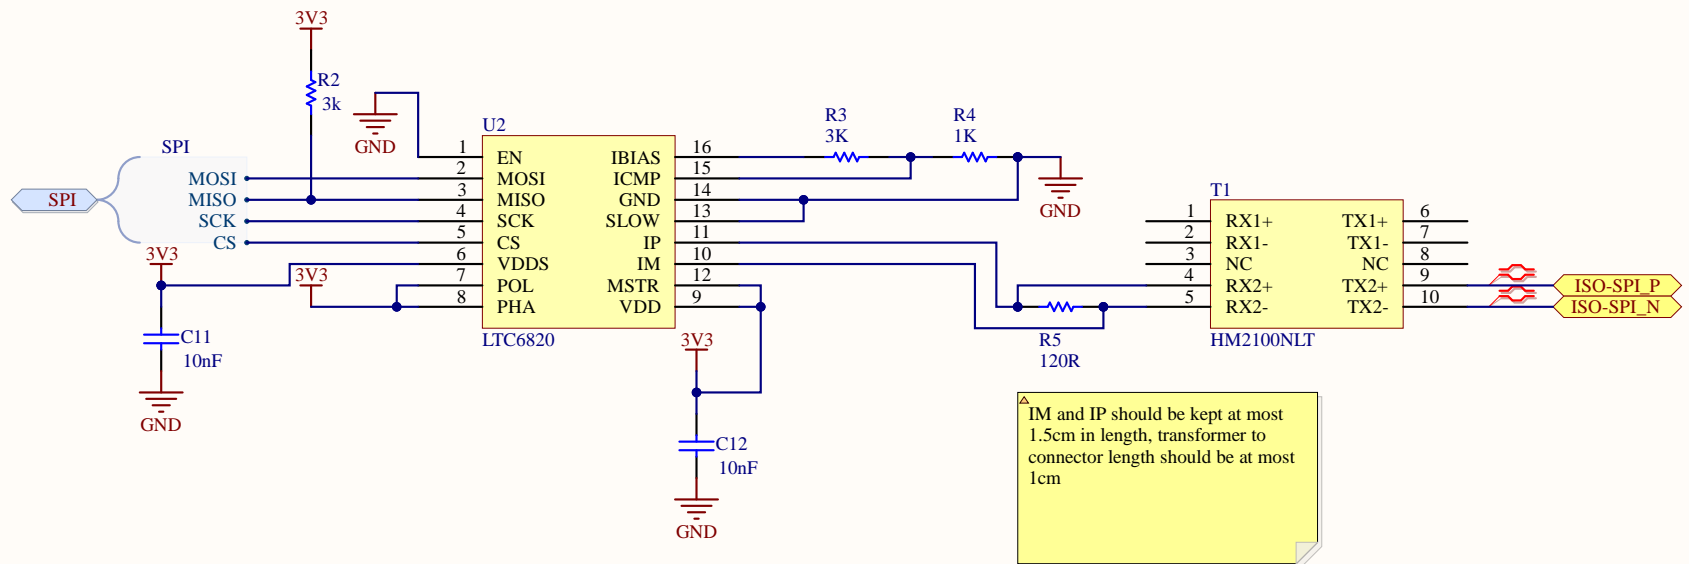 3V3
R2
3k
GND
SPI
SPI
MOSI
MISO
SCK
CS
3V3
3V3
C11
10nF
GND
U2
1 EN IBIAS 16
2 MOSI ICMP 15
3 MISO GND 14
4 SCK SLOW 13
5 CS IP 11
6 VDDS IM 10
7 POL MSTR 12
8 PHA VDD 9
LTC6820
3V3
C12
10nF
GND
R3
3K
R4
1K
GND
R5
120R
T1
1 RX1+ TX1+ 6
2 RX1- TX1- 7
3 NC NC 8
4 RX2+ TX2+ 9
5 RX2- TX2- 10
HM2100NLT
ISO-SPI_P
ISO-SPI_N
IM and IP should be kept at most
1.5cm in length, transformer to
connector length should be at most
1cm